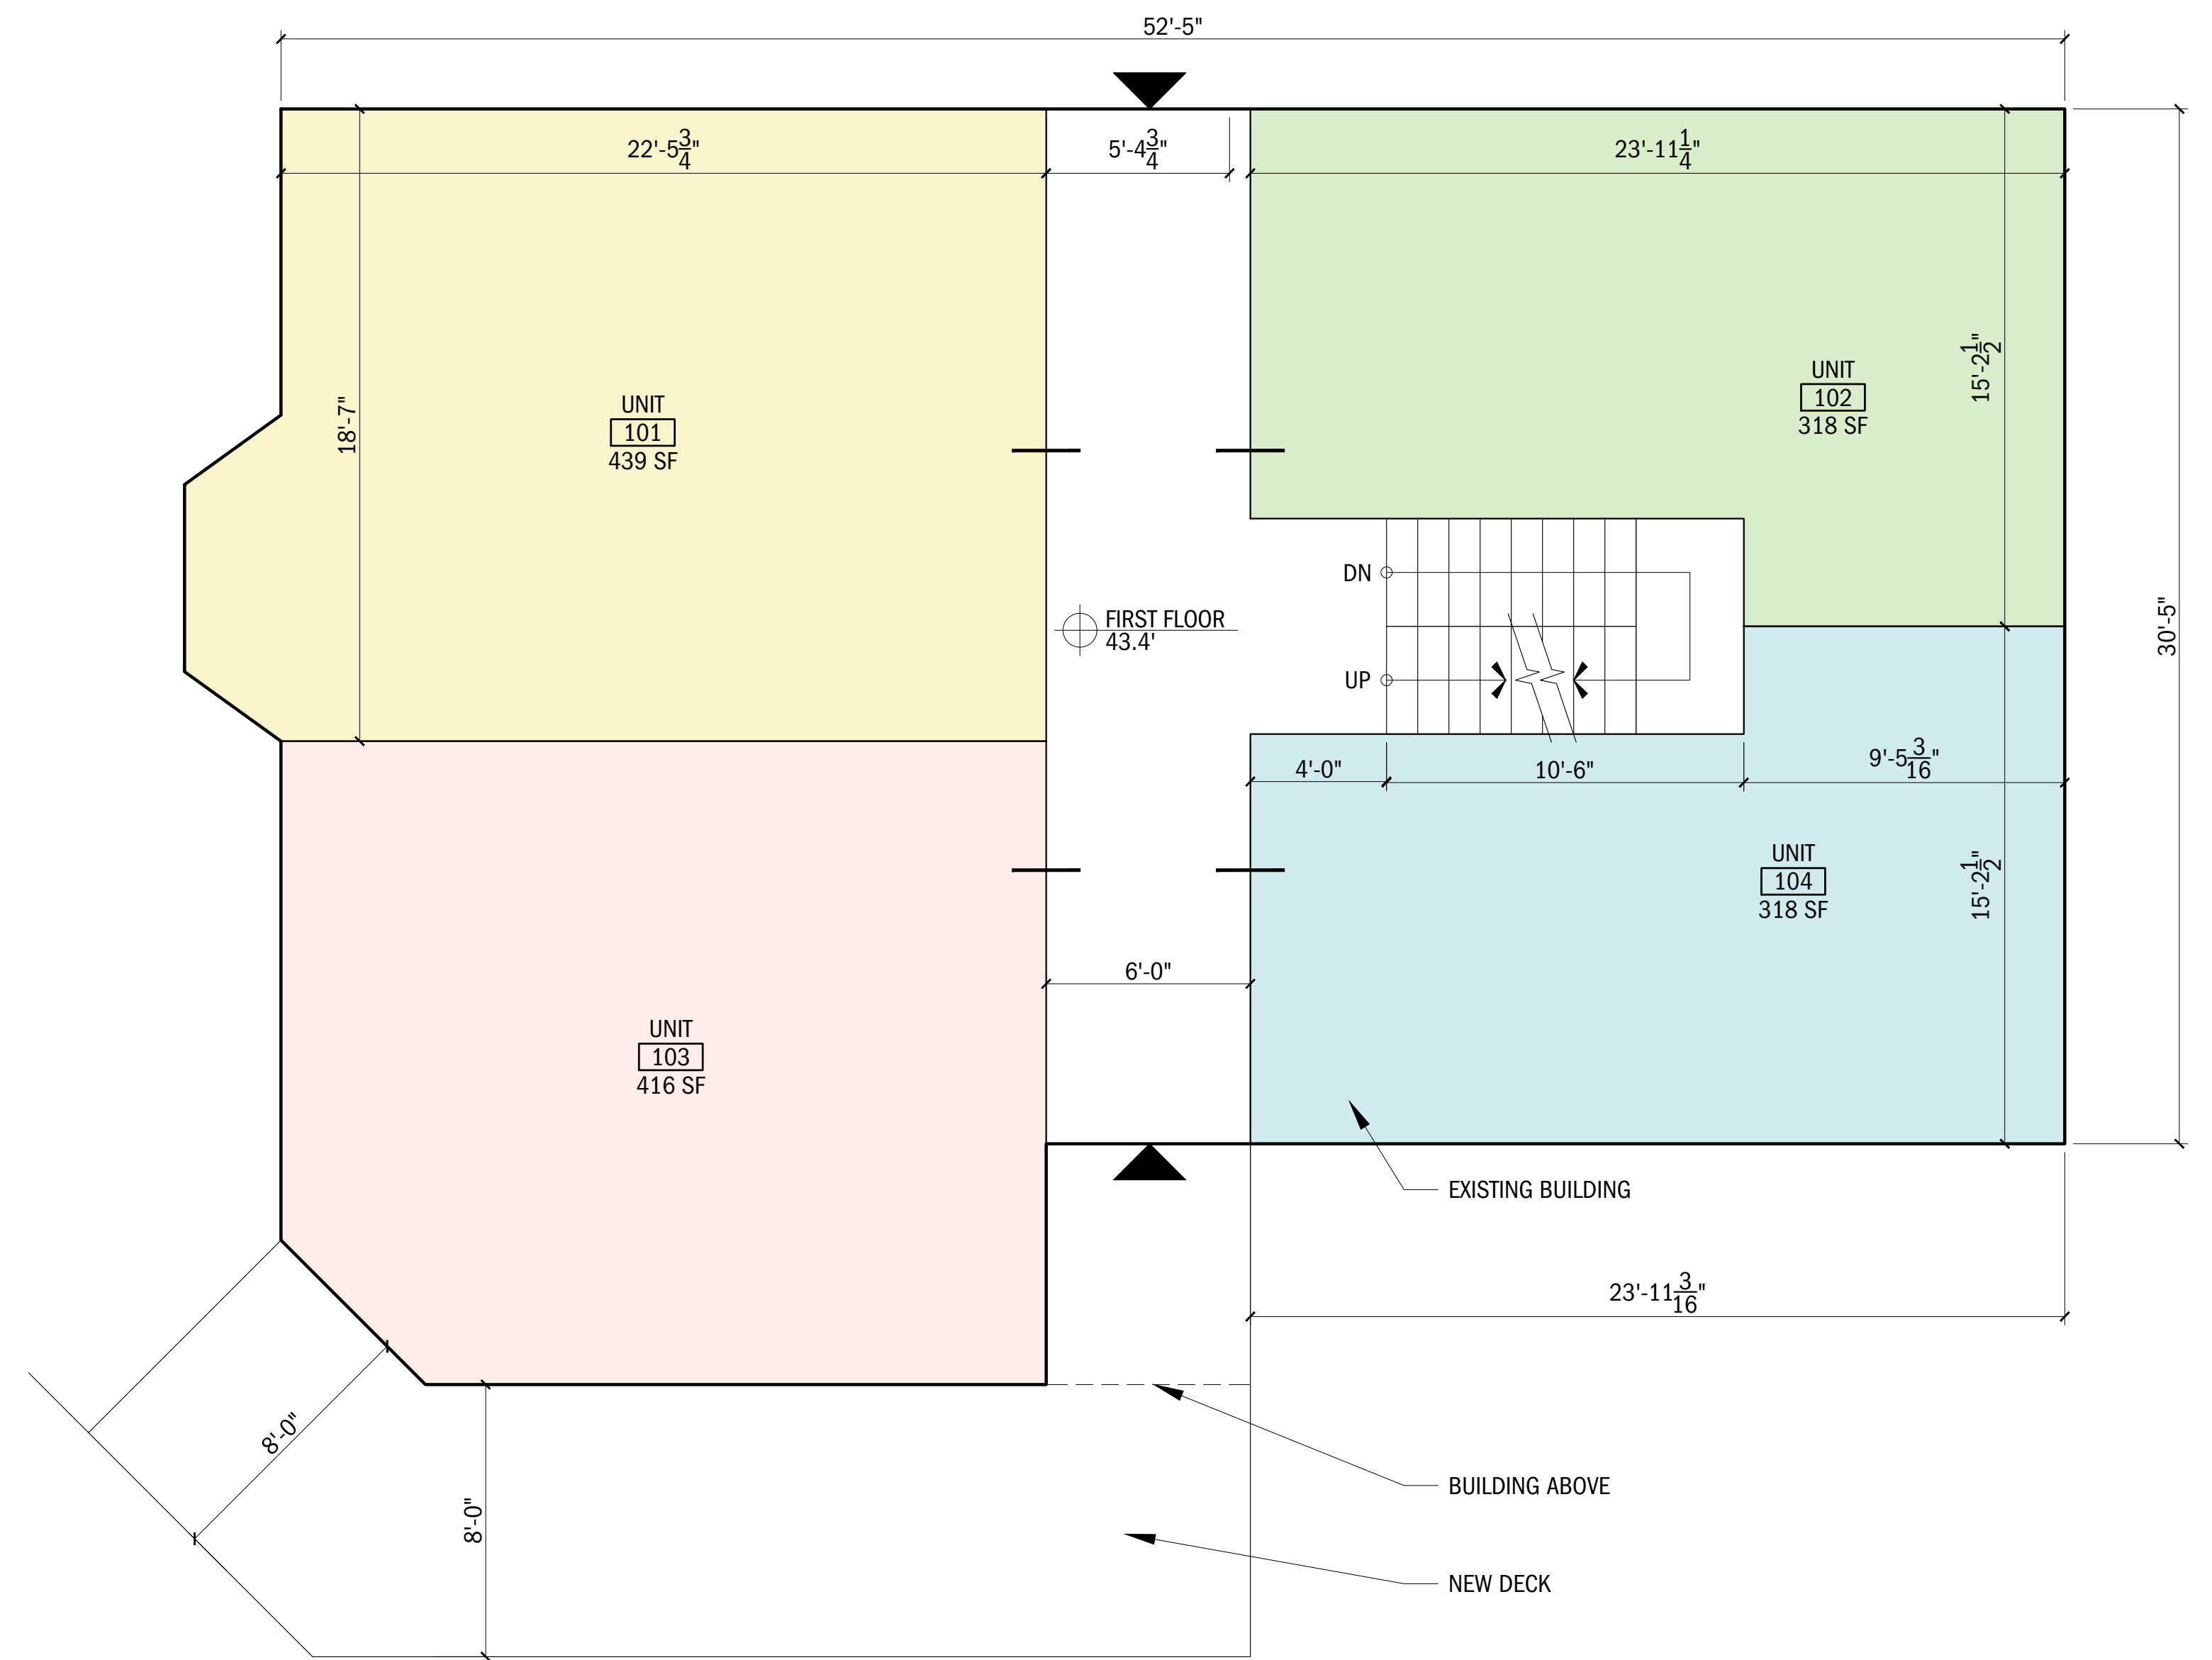 52'-5"
22'-5 3/4"
5'-4 3/4"
23'-11 1/4"
18'-7"
UNIT
101
439 SF
UNIT
102
318 SF
15'-2 1/2"
30'-5"
DN
FIRST FLOOR
43.4'
UP
4'-0"
10'-6"
9'-5 3/16"
UNIT
104
318 SF
15'-2 1/2"
6'-0"
UNIT
103
416 SF
EXISTING BUILDING
23'-11 3/16"
8'-0"
8'-0"
BUILDING ABOVE
NEW DECK